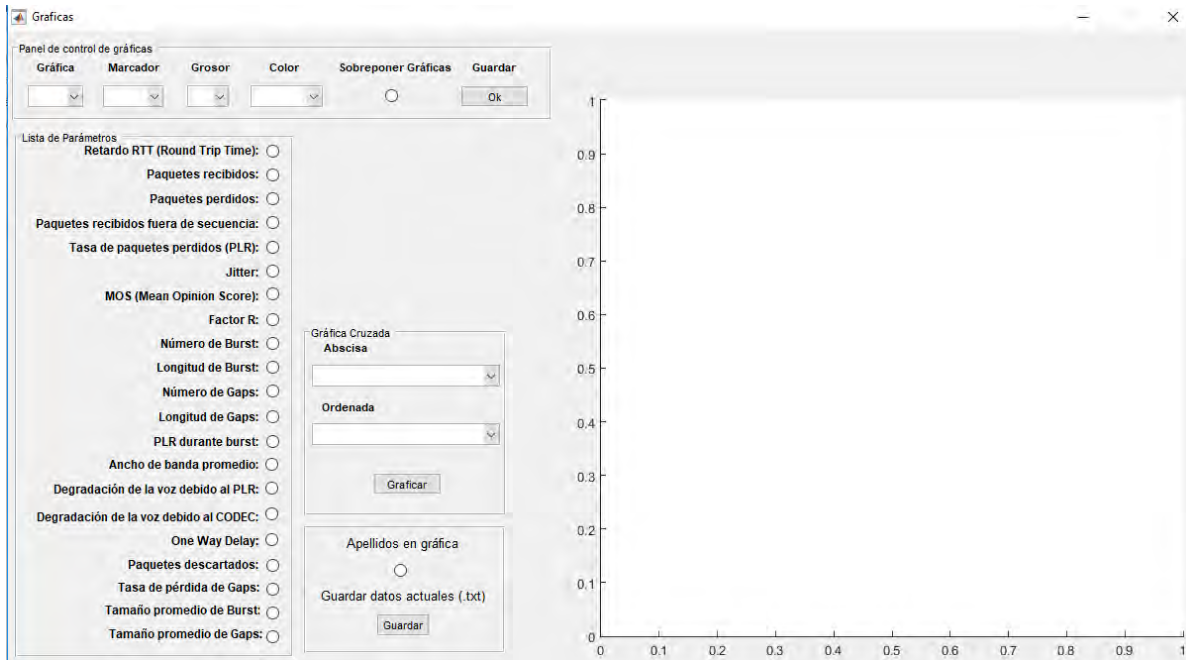 Graficas
Panel de control de gráficas
Gráfica Marcador Grosor Color Sobreponer Gráficas Guardar
Ok
Lista de Parámetros
Retardo RTT (Round Trip Time):
Paquetes recibidos:
Paquetes perdidos:
Paquetes recibidos fuera de secuencia:
Tasa de paquetes perdidos (PLR):
Jitter:
MOS (Mean Opinion Score):
Factor R:
Número de Burst:
Longitud de Burst:
Número de Gaps:
Longitud de Gaps:
PLR durante burst:
Ancho de banda promedio:
Degradación de la voz debido al PLR:
Degradación de la voz debido al CODEC:
One Way Delay:
Paquetes descartados:
Tasa de pérdida de Gaps:
Tamaño promedio de Burst:
Tamaño promedio de Gaps:
Gráfica Cruzada
Abscisa
Ordenada
Graficar
Apellidos en gráfica
Guardar datos actuales (.txt)
Guardar
1
0.9
0.8
0.7
0.6
0.5
0.4
0.3
0.2
0.1
0
0 0.1 0.2 0.3 0.4 0.5 0.6 0.7 0.8 0.9 1